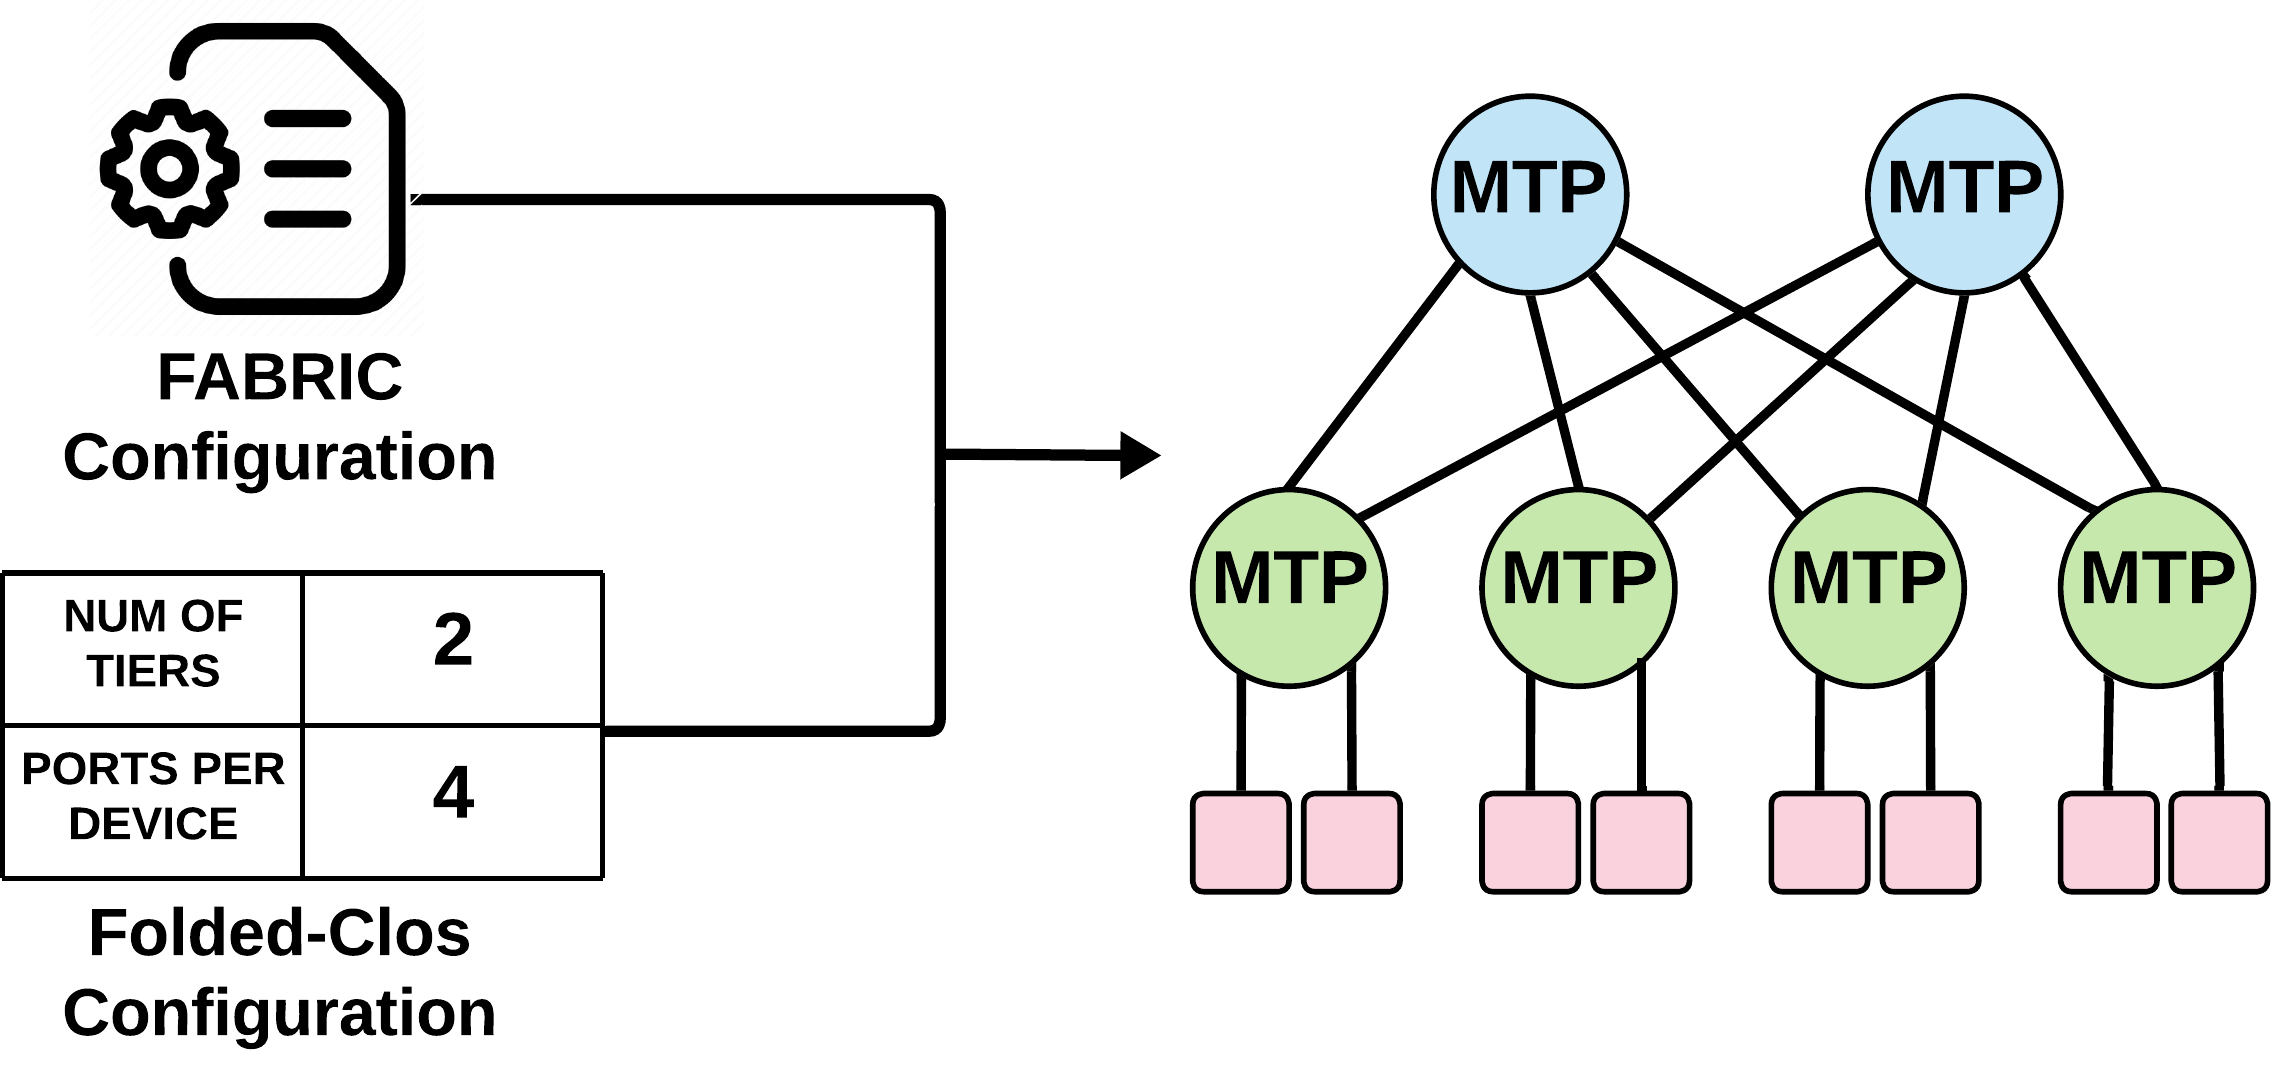 FABRIC
Configuration
NUM OF
TIERS
2
PORTS PER
DEVICE
4
Folded-Clos
Configuration
MTP
MTP
MTP
MTP
MTP
MTP